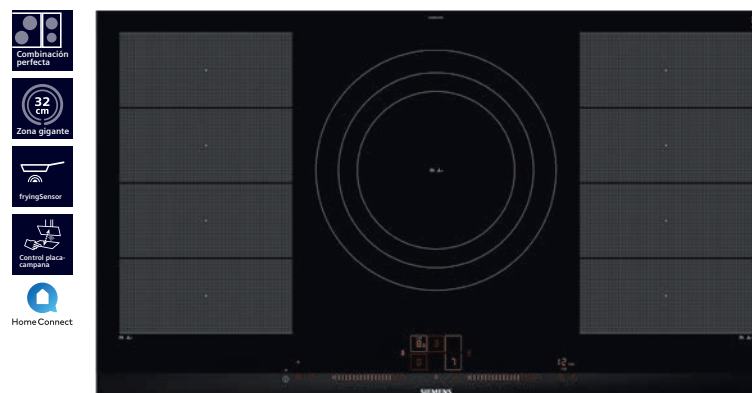 Combinación
perfecta
32
cm
Zona gigante
fryingSensor
Control placa-
campana
Home Connect
SIEMENS